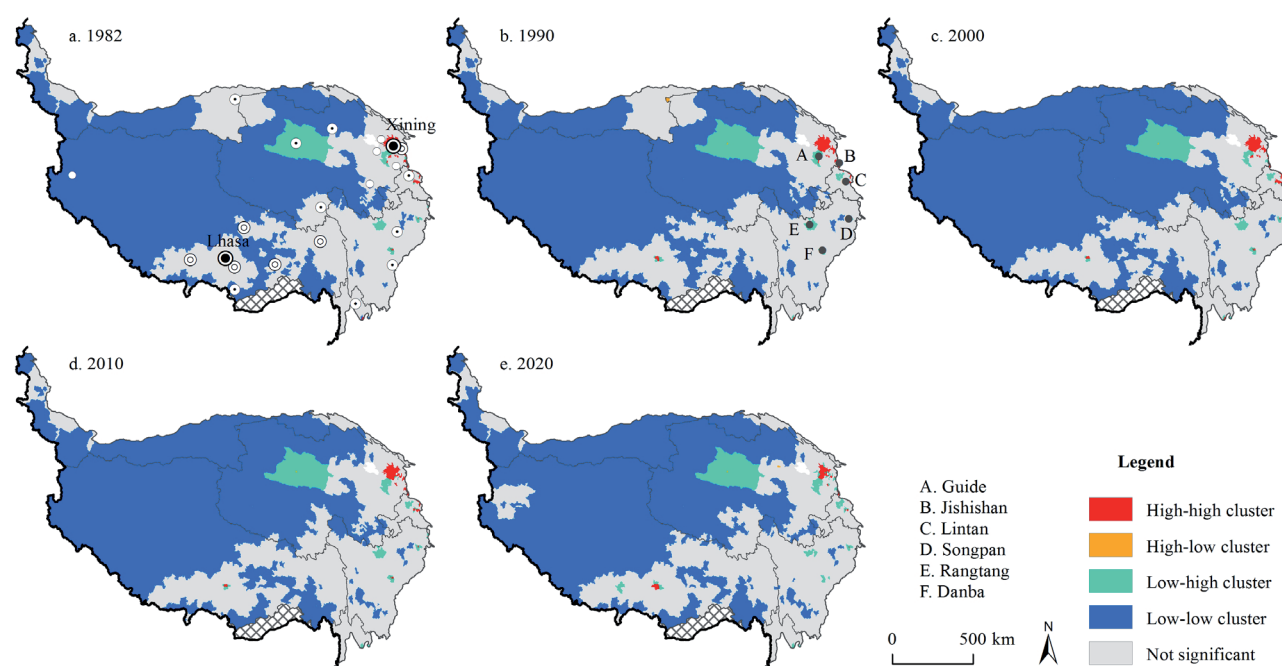 a. 1982
b. 1990
c. 2000
Xining
Lhasa
A
B
C
D
E
F
d. 2010
e. 2020
A. Guide
B. Jishishan
C. Lintan
D. Songpan
E. Rangtang
F. Danba
0 500 km
N
Legend
High-high cluster
High-low cluster
Low-high cluster
Low-low cluster
Not significant